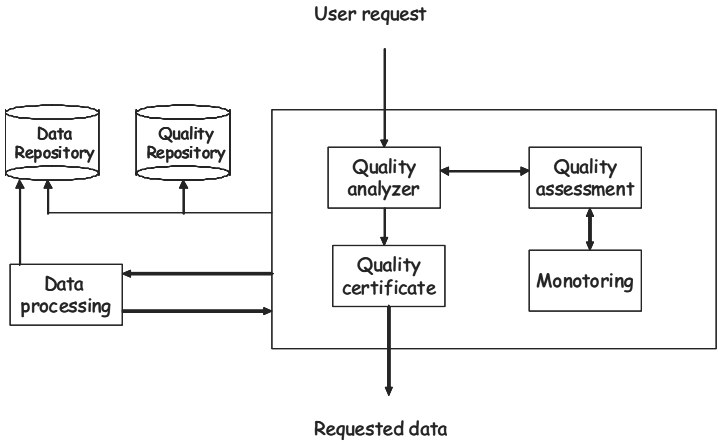 User request
Data
Repository
Quality
Repository
Quality
analyzer
Quality
assessment
Data
processing
Quality
certificate
Monotoring
Requested data